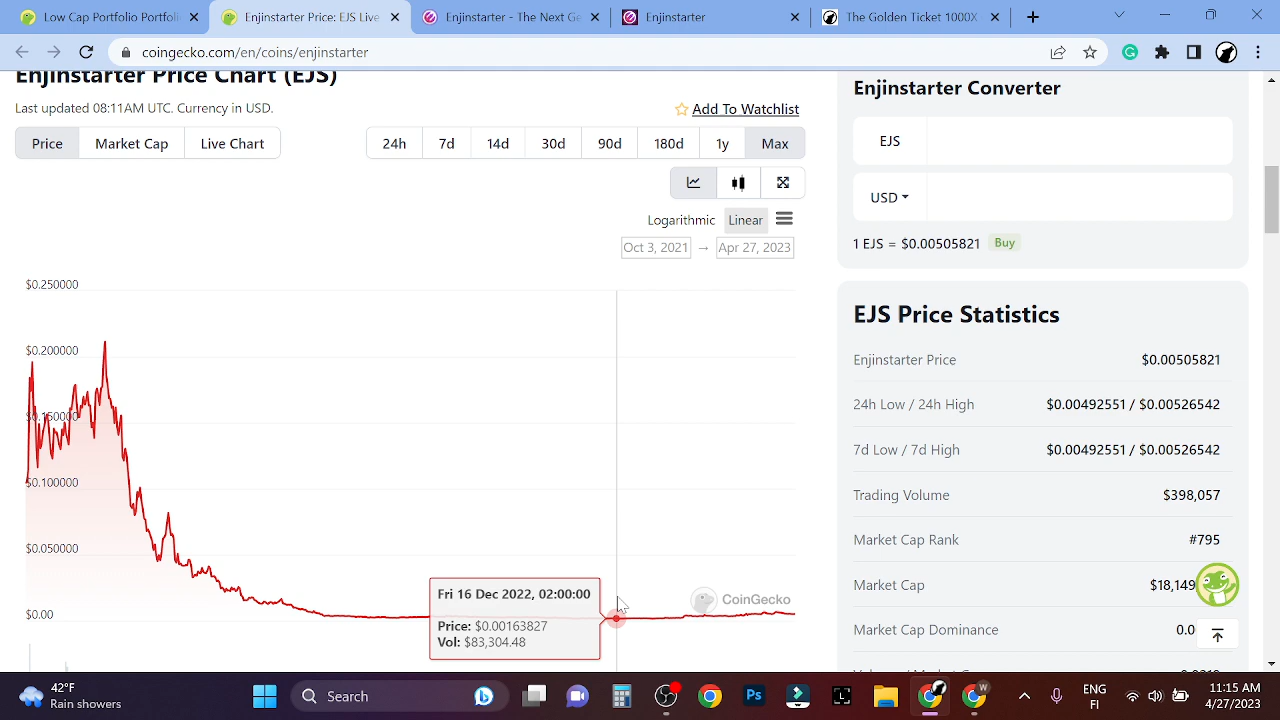 Low Cap Portfolio
Enjinstarter Price: EJS Live
Enjinstarter - The Next Ge
Enjinstarter
The Golden Ticket 1000X
coingecko.com/en/coins/enjinstarter
Enjinstarter Price Chart (EJS)
Last updated 08:11AM UTC. Currency in USD.
Add To Watchlist
Price Market Cap Live Chart
24h 7d 14d 30d 90d 180d 1y Max
Logarithmic Linear
Oct 3, 2021 → Apr 27, 2023
$0.250000
$0.200000
$0.150000
$0.100000
$0.050000
$0.00
Fri 16 Dec 2022, 02:00:00
Price: $0.00163827
Vol: $83,304.48
CoinGecko
Enjinstarter Converter
EJS
USD
1 EJS = $0.00505821 Buy
EJS Price Statistics
Enjinstarter Price $0.00505821
24h Low / 24h High $0.00492551 / $0.00526542
7d Low / 7d High $0.00492551 / $0.00526542
Trading Volume $398,057
Market Cap Rank #795
Market Cap $18,149
Market Cap Dominance 0.0
42°F
Rain showers
Search
Ps
L
W
ENG
FI
11:15 AM
4/27/2023